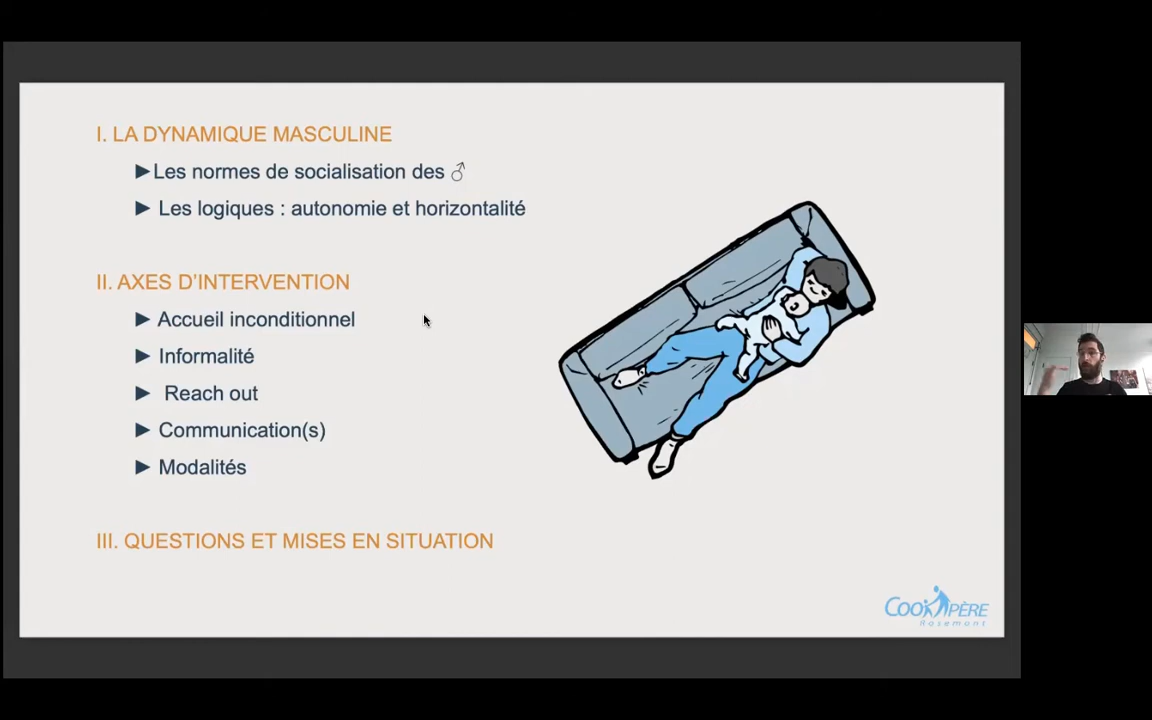 I. LA DYNAMIQUE MASCULINE
►Les normes de socialisation des ♂
► Les logiques : autonomie et horizontalité
II. AXES D'INTERVENTION
► Accueil inconditionnel
► Informalité
► Reach out
► Communication(s)
► Modalités
III. QUESTIONS ET MISES EN SITUATION
COOPÈRE
Rosemont